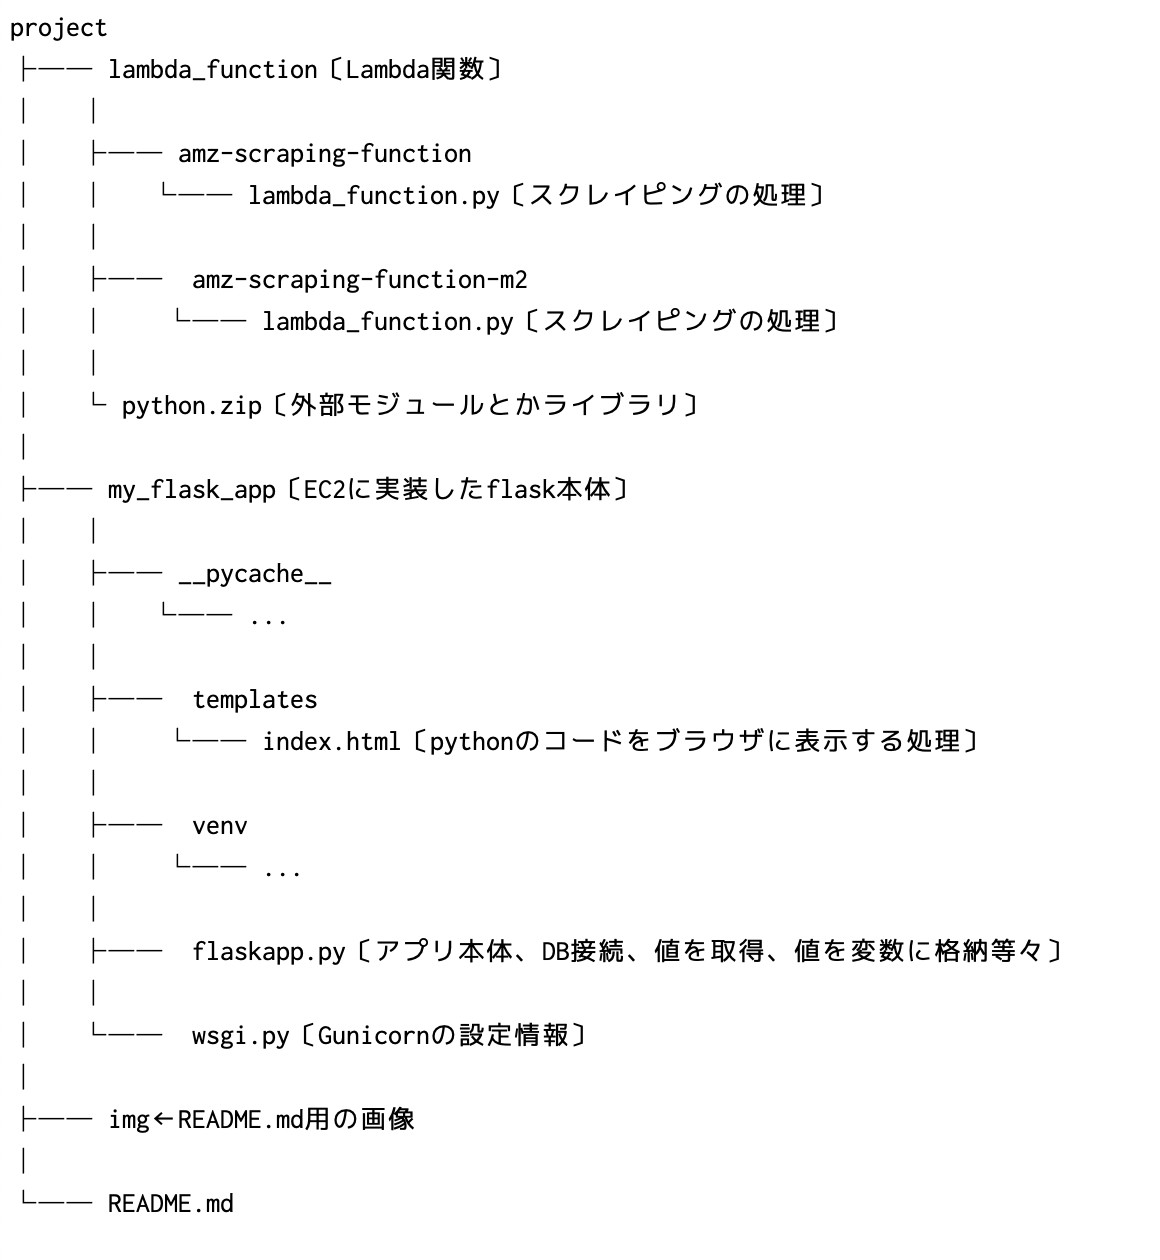 project
├── lambda_function〔Lambda関数〕
│    │
│    ├── amz-scraping-function
│    │    └── lambda_function.py〔スクレイピングの処理〕
│    │
│    ├──  amz-scraping-function-m2
│    │     └── lambda_function.py〔スクレイピングの処理〕
│    │
│    └ python.zip〔外部モジュールとかライブラリ〕
│
├── my_flask_app〔EC2に実装したflask本体〕
│    │
│    ├── __pycache__
│    │    └── ...
│    │
│    ├──  templates
│    │     └── index.html〔pythonのコードをブラウザに表示する処理〕
│    │
│    ├──  venv
│    │     └── ...
│    │
│    ├──  flaskapp.py〔アプリ本体、DB接続、値を取得、値を変数に格納等々〕
│    │
│    └──  wsgi.py〔Gunicornの設定情報〕
│
├── img←README.md用の画像
│
└── README.md